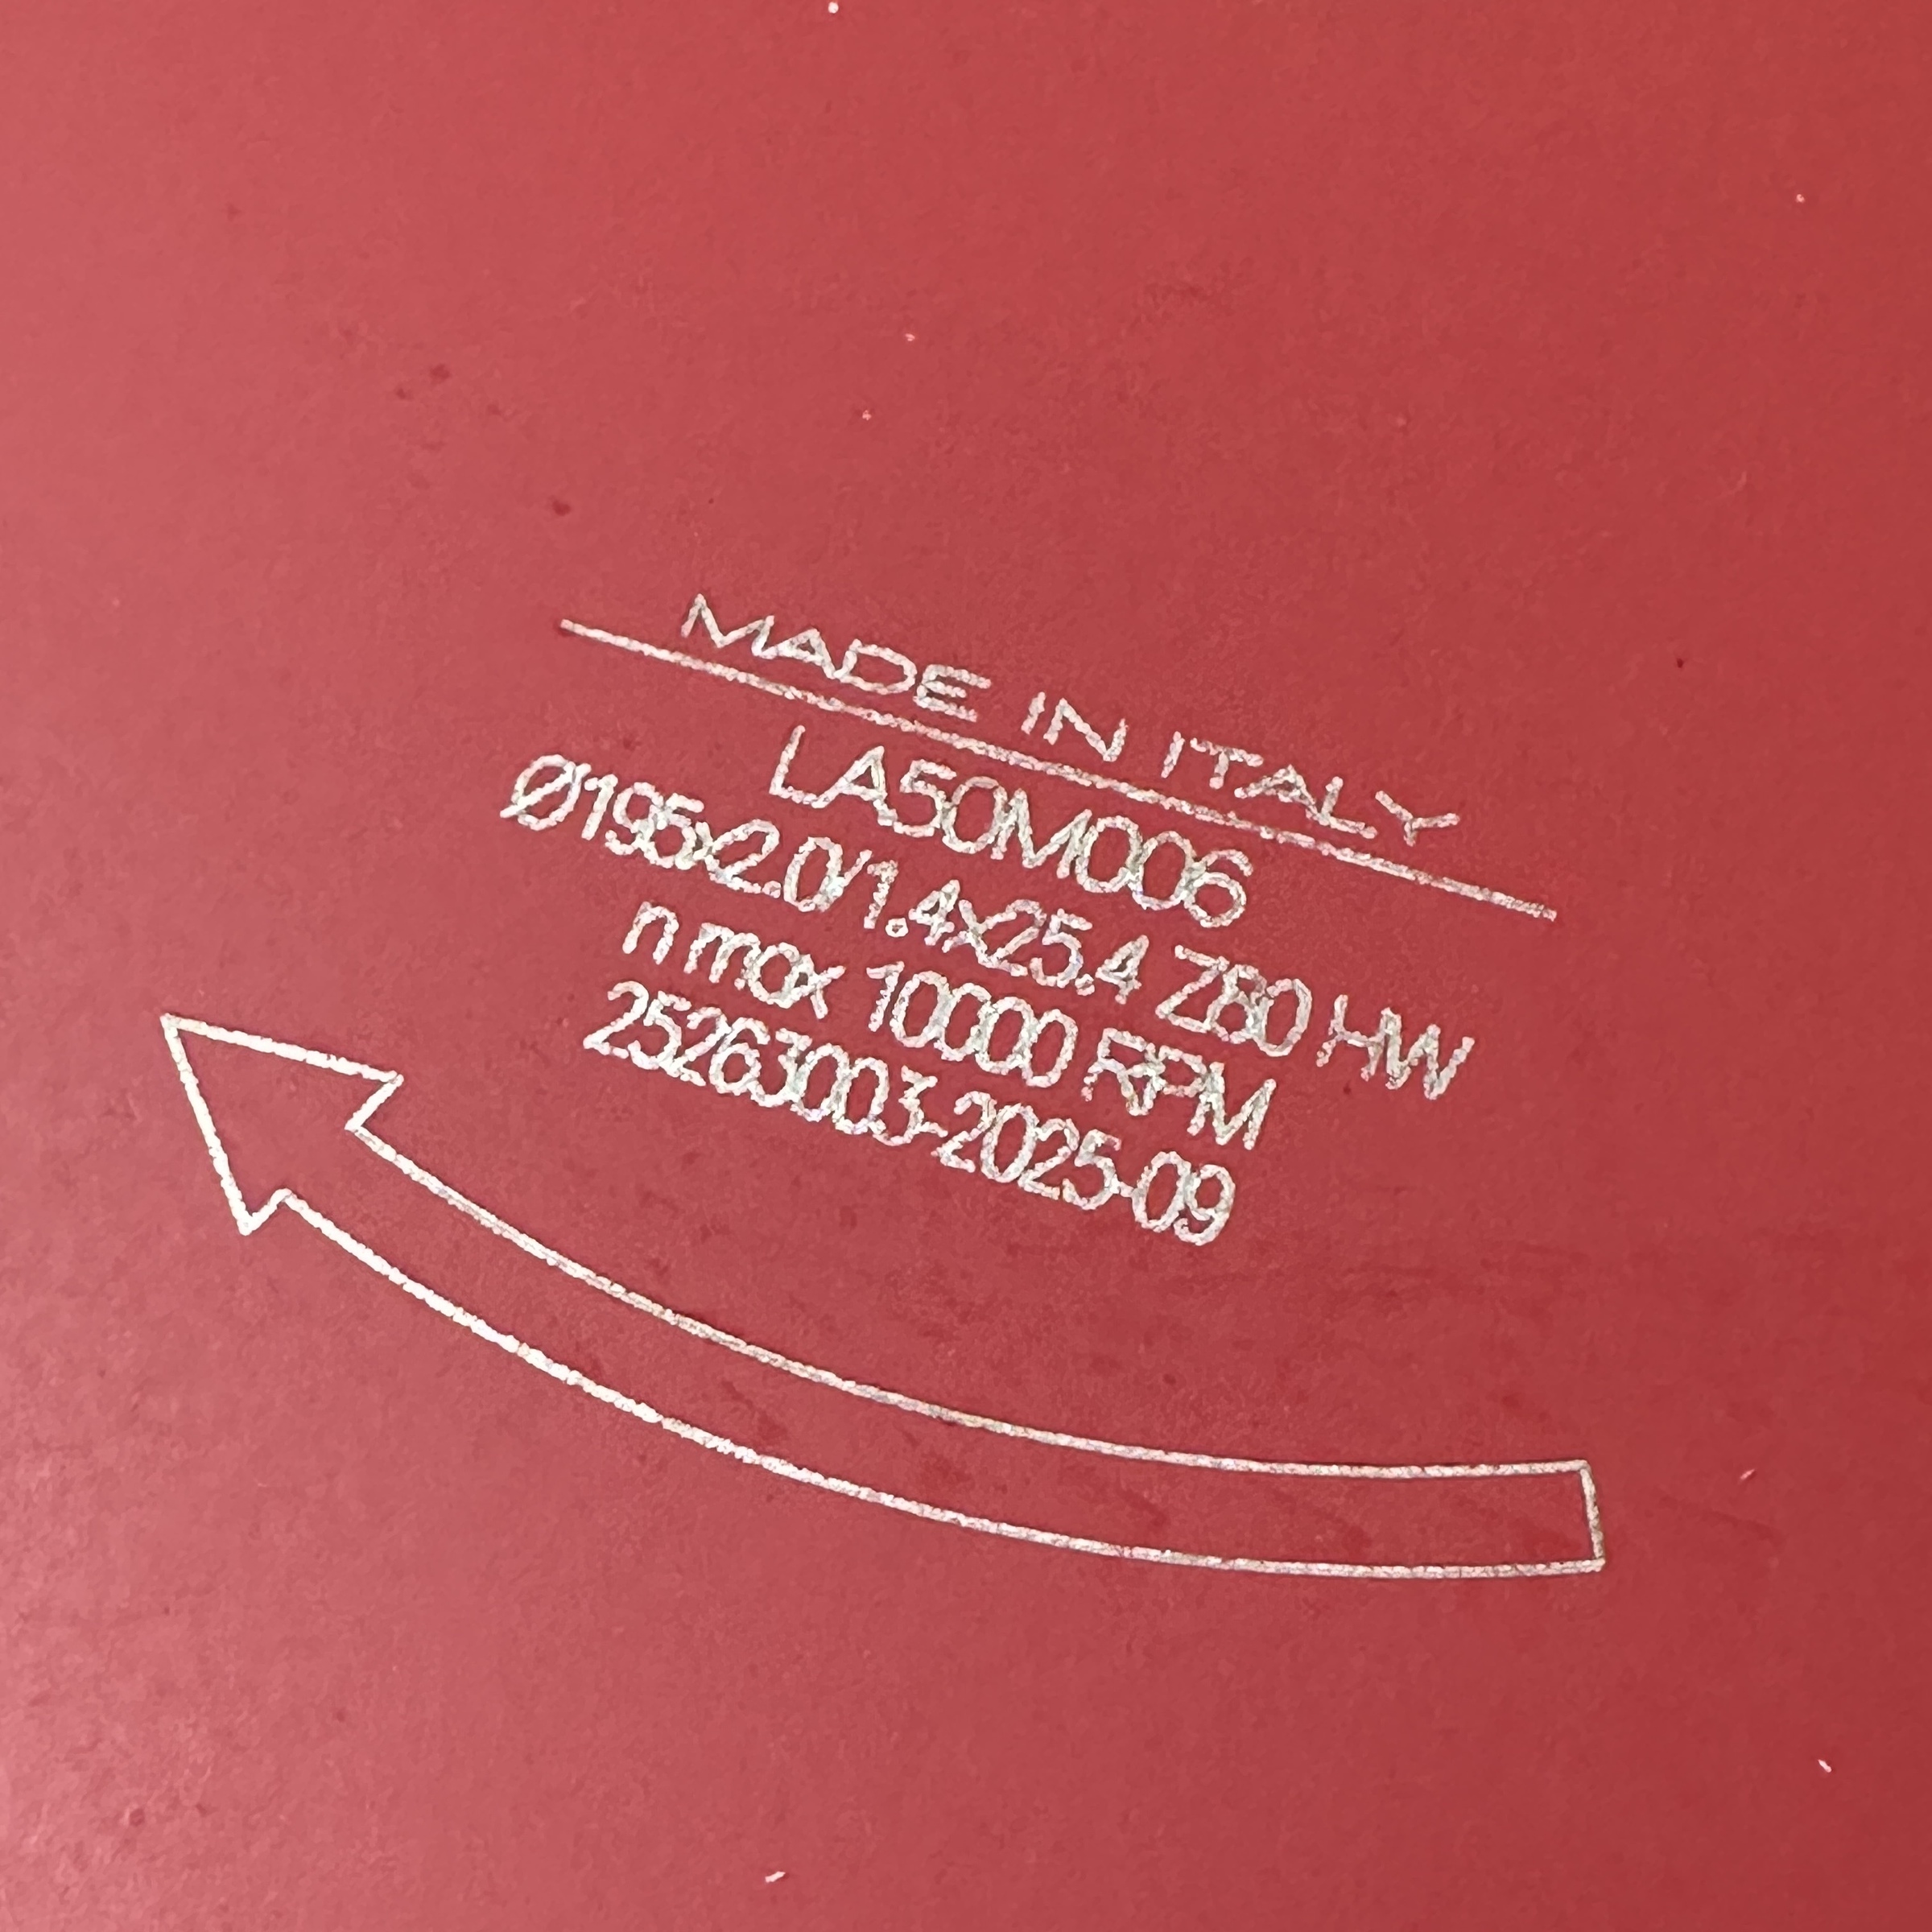 MADE IN ITALY
LA50M006
Ø195x2.0/1.4x25.4 Z80 HW
n max 10000 RPM
25263003-2025-09